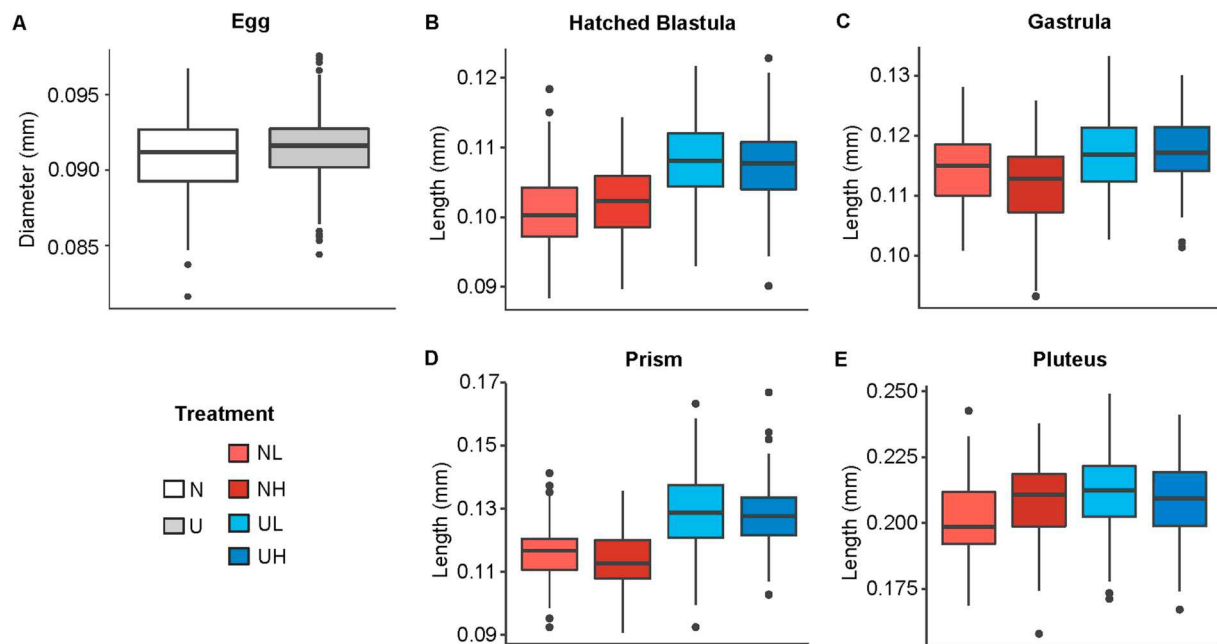 A Egg
Diameter (mm)
0.095
0.090
0.085
B Hatched Blastula
Length (mm)
0.12
0.11
0.10
0.09
C Gastrula
Length (mm)
0.13
0.12
0.11
0.10
Treatment
N
U
NL
NH
UL
UH
D Prism
Length (mm)
0.17
0.15
0.13
0.11
0.09
E Pluteus
Length (mm)
0.250
0.225
0.200
0.175